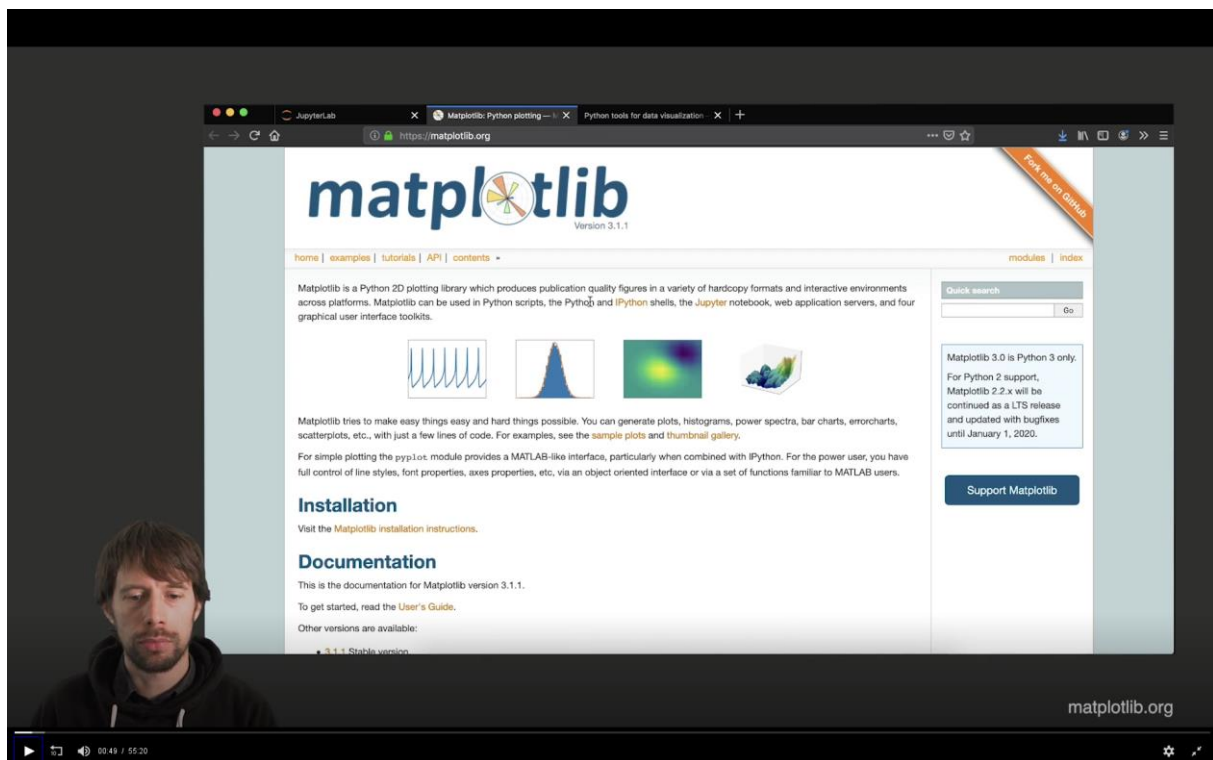 JupyterLab
Matplotlib: Python plotting —
Python tools for data visualization
https://matplotlib.org
matplotlib
Version 3.1.1
Fork me on GitHub
home | examples | tutorials | API | contents
modules | index
Matplotlib is a Python 2D plotting library which produces publication quality figures in a variety of hardcopy formats and interactive environments
across platforms. Matplotlib can be used in Python scripts, the Python and IPython shells, the Jupyter notebook, web application servers, and four
graphical user interface toolkits.
Quick search
Go
Matplotlib 3.0 is Python 3 only.
For Python 2 support,
Matplotlib 2.2.x will be
continued as a LTS release
and updated with bugfixes
until January 1, 2020.
Matplotlib tries to make easy things easy and hard things possible. You can generate plots, histograms, power spectra, bar charts, errorcharts,
scatterplots, etc., with just a few lines of code. For examples, see the sample plots and thumbnail gallery.
For simple plotting the pyplot module provides a MATLAB-like interface, particularly when combined with IPython. For the power user, you have
full control of line styles, font properties, axes properties, etc, via an object oriented interface or via a set of functions familiar to MATLAB users.
Support Matplotlib
Installation
Visit the Matplotlib installation instructions.
Documentation
This is the documentation for Matplotlib version 3.1.1.
To get started, read the User's Guide.
Other versions are available:
• 3.1.1 Stable version
matplotlib.org
10
00:49 / 55:20